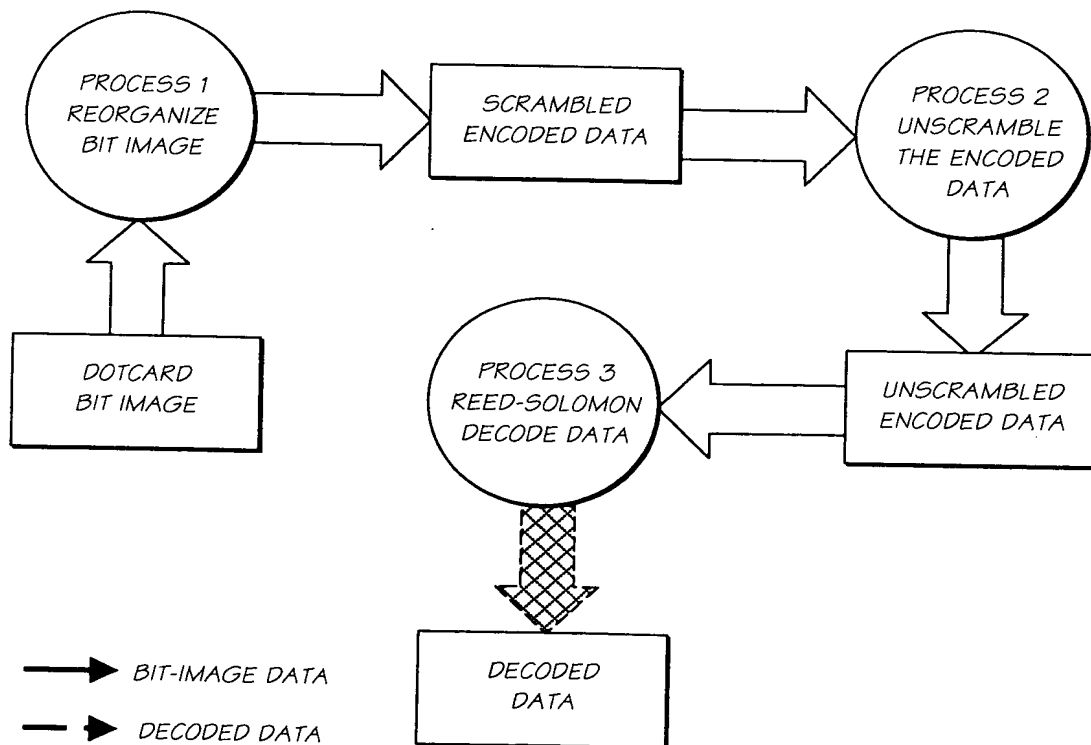 PROCESS 1
REORGANIZE
BIT IMAGE
SCRAMBLED
ENCODED DATA
PROCESS 2
UNSCRAMBLE
THE ENCODED
DATA
DOTCARD
BIT IMAGE
PROCESS 3
REED-SOLOMON
DECODE DATA
UNSCRAMBLED
ENCODED DATA
DECODED
DATA
BIT-IMAGE DATA
DECODED DATA